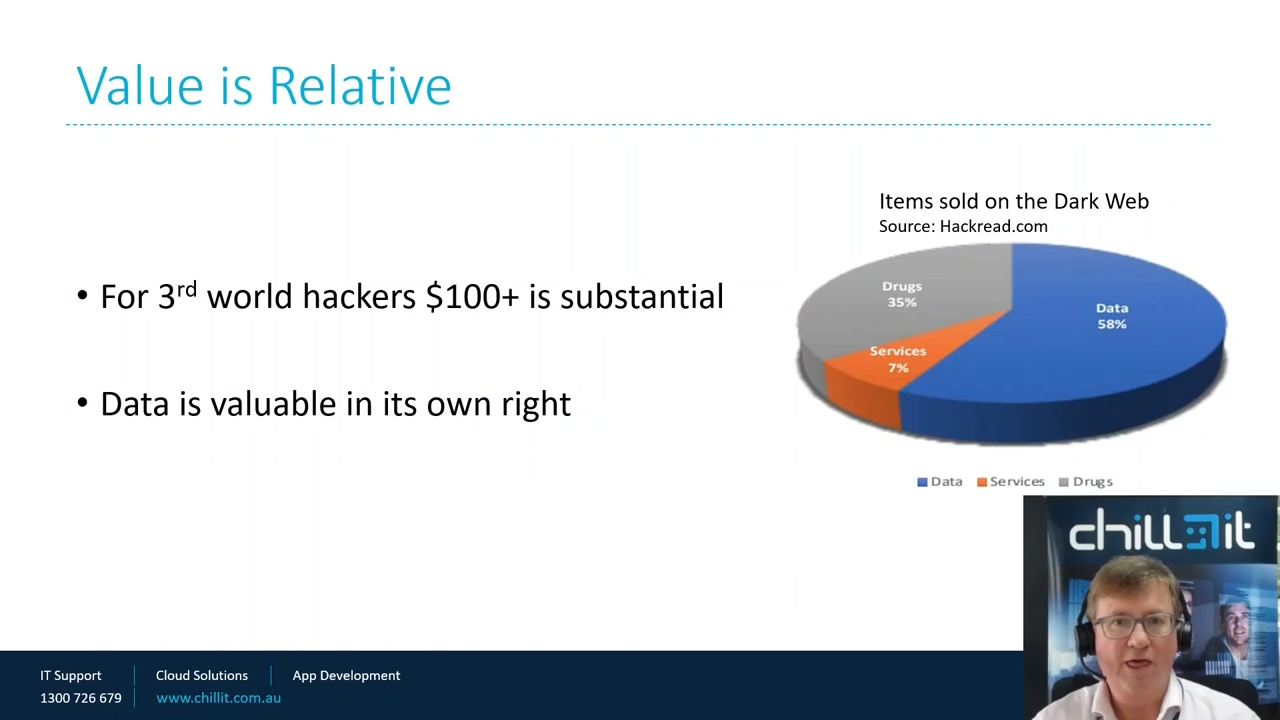 Value is Relative
Items sold on the Dark Web
Source: Hackread.com
• For 3rd world hackers $100+ is substantial
• Data is valuable in its own right
Drugs
35%
Data
58%
Services
7%
Data Services Drugs
chillit
IT Support
Cloud Solutions
App Development
1300 726 679
www.chillit.com.au